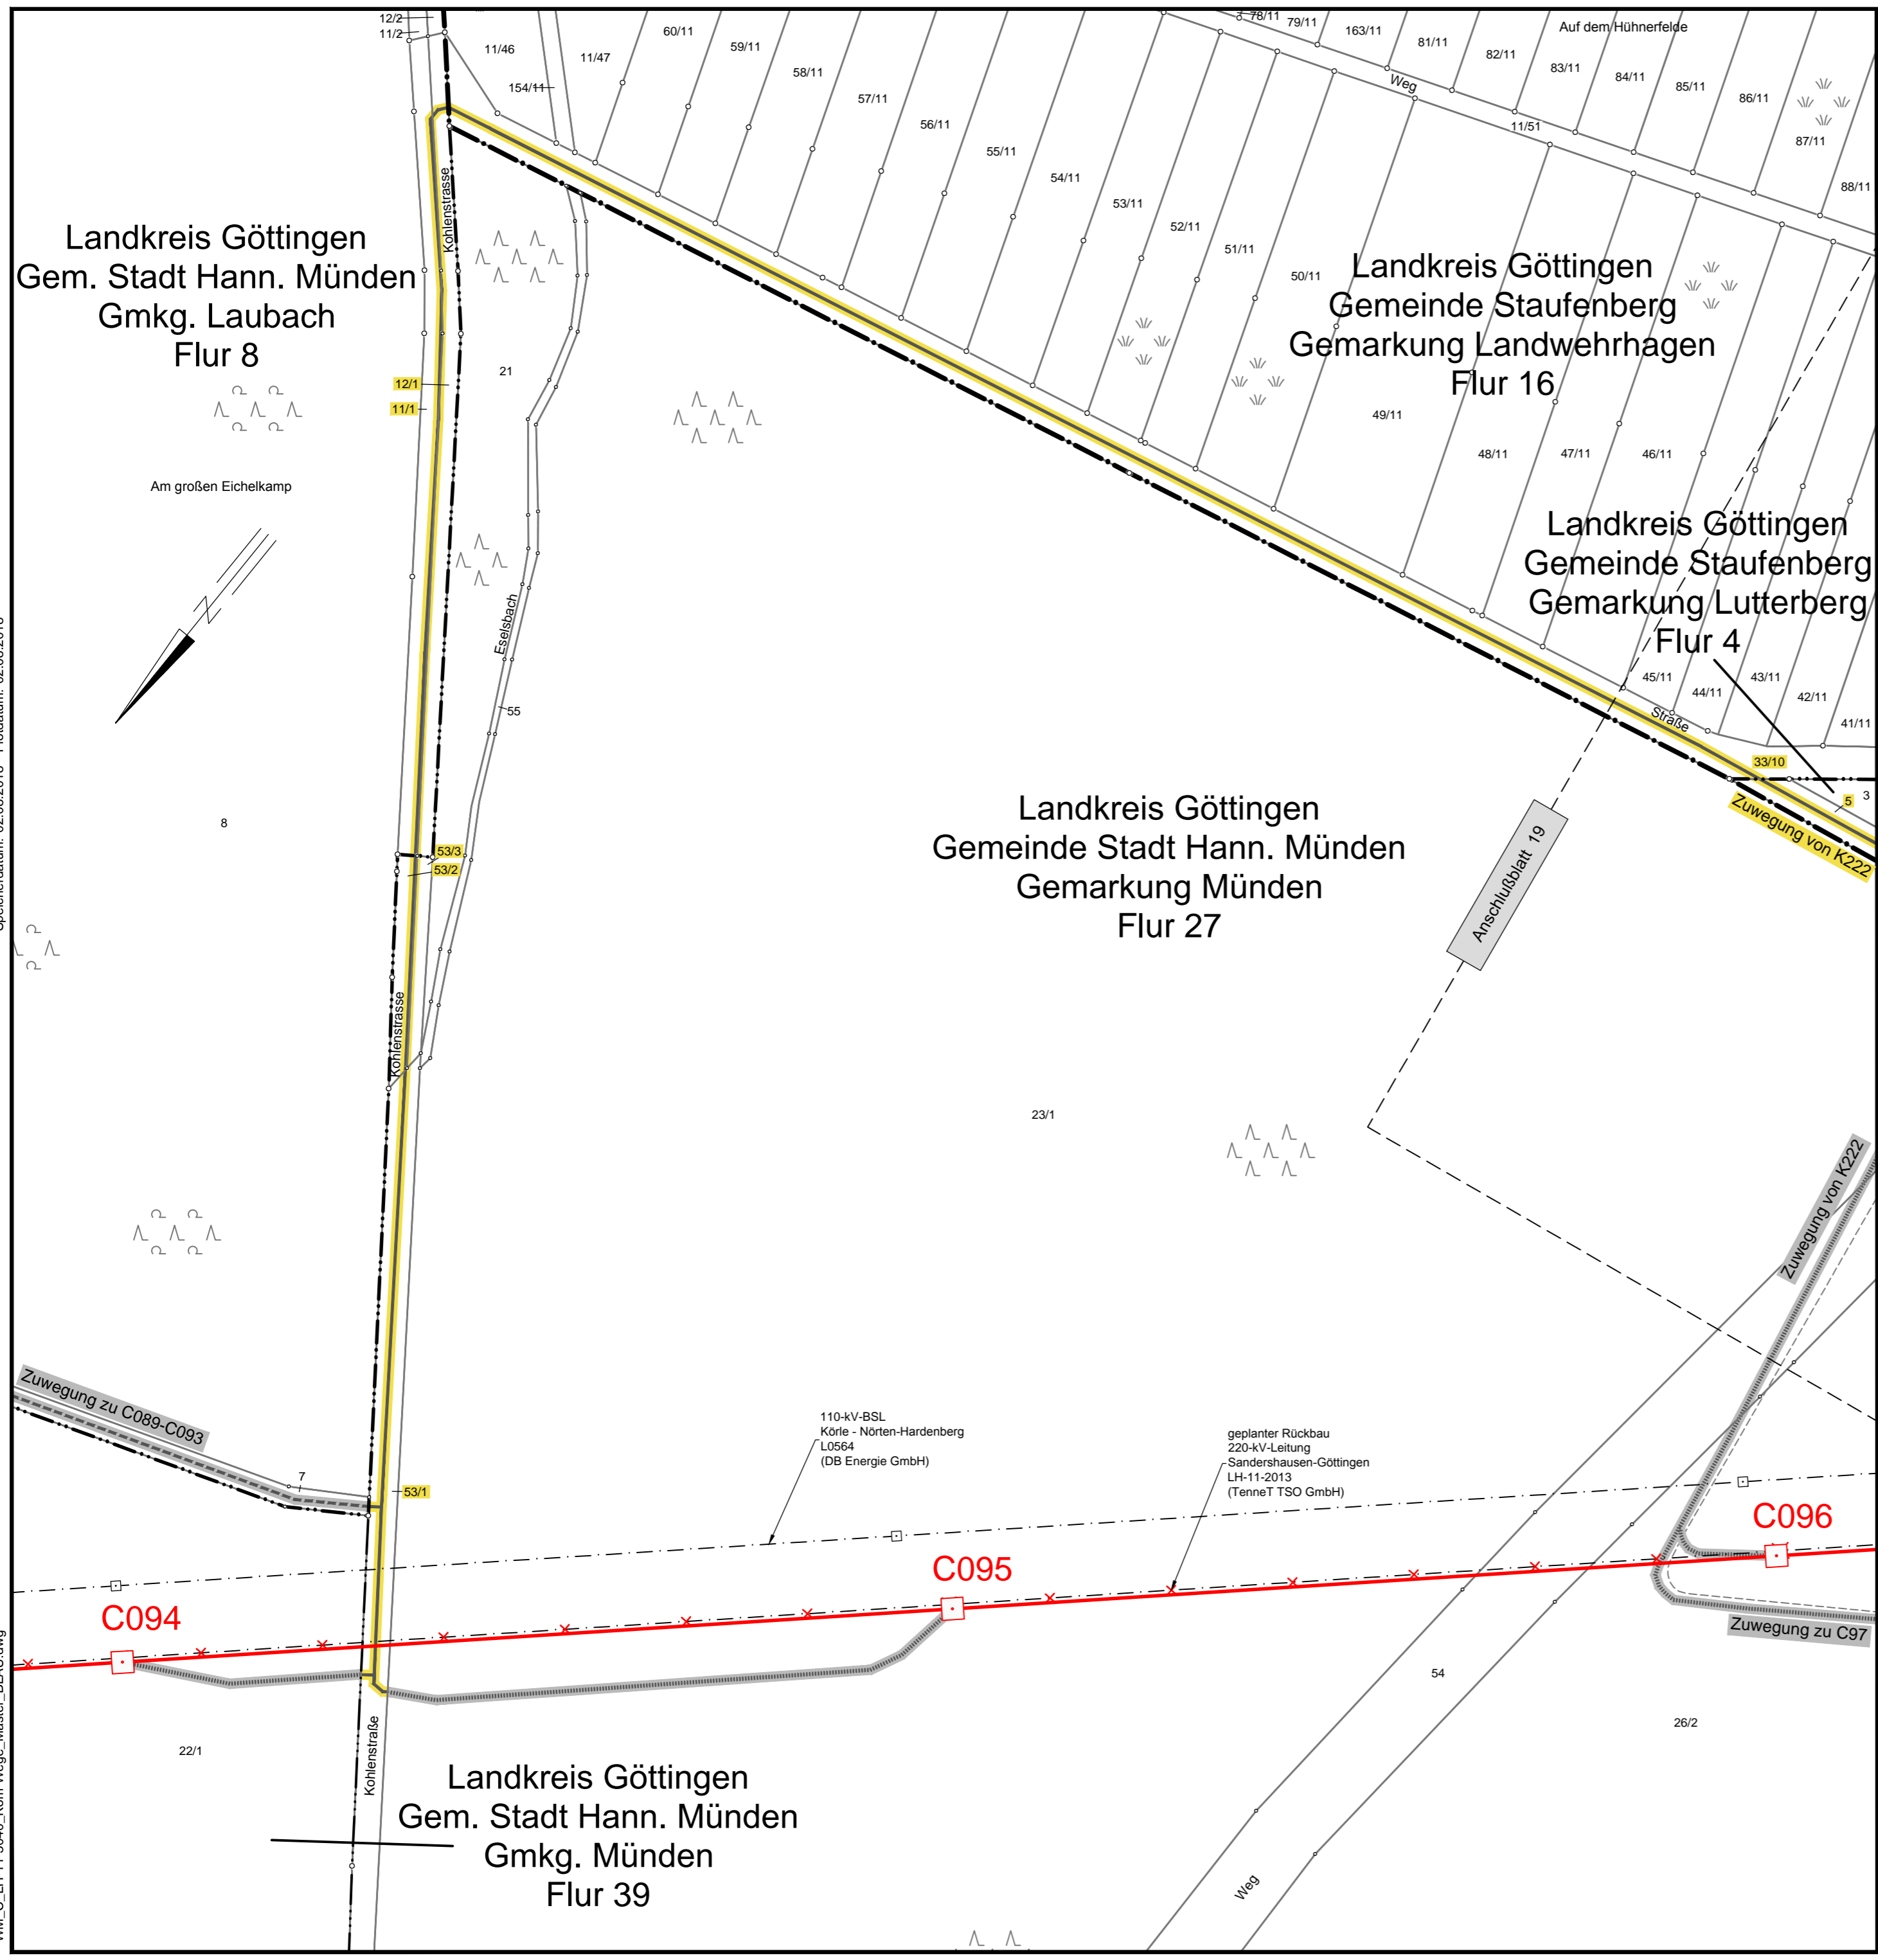 12/2
11/2
11/46
154/11
11/47
60/11
59/11
58/11
57/11
56/11
55/11
54/11
53/11
52/11
51/11
50/11
49/11
48/11
47/11
46/11
78/11
79/11
163/11
81/11
82/11
83/11
84/11
85/11
86/11
87/11
88/11
Auf dem Hühnerfelde
Weg
11/51
Landkreis Göttingen
Gem. Stadt Hann. Münden
Gmkg. Laubach
Flur 8
Kohlenstrasse
Landkreis Göttingen
Gemeinde Staufenberg
Gemarkung Landwehrhagen
Flur 16
12/1
11/1
21
Am großen Eichelkamp
Landkreis Göttingen
Gemeinde Staufenberg
Gemarkung Lutterberg
Flur 4
45/11
44/11
43/11
42/11
41/11
Straße
33/10
5
3
Zuwegung von K222
Eselsbach
55
8
53/3
53/2
Landkreis Göttingen
Gemeinde Stadt Hann. Münden
Gemarkung Münden
Flur 27
Anschlußblatt 19
Kohlenstrasse
23/1
Zuwegung von K222
Zuwegung zu C089-C093
7
53/1
110-kV-BSL
Körle - Nörten-Hardenberg
L0564
(DB Energie GmbH)
geplanter Rückbau
220-kV-Leitung
Sandershausen-Göttingen
LH-11-2013
(TenneT TSO GmbH)
C096
C095
C094
Zuwegung zu C97
54
26/2
22/1
Kohlenstraße
Landkreis Göttingen
Gem. Stadt Hann. Münden
Gmkg. Münden
Flur 39
Weg